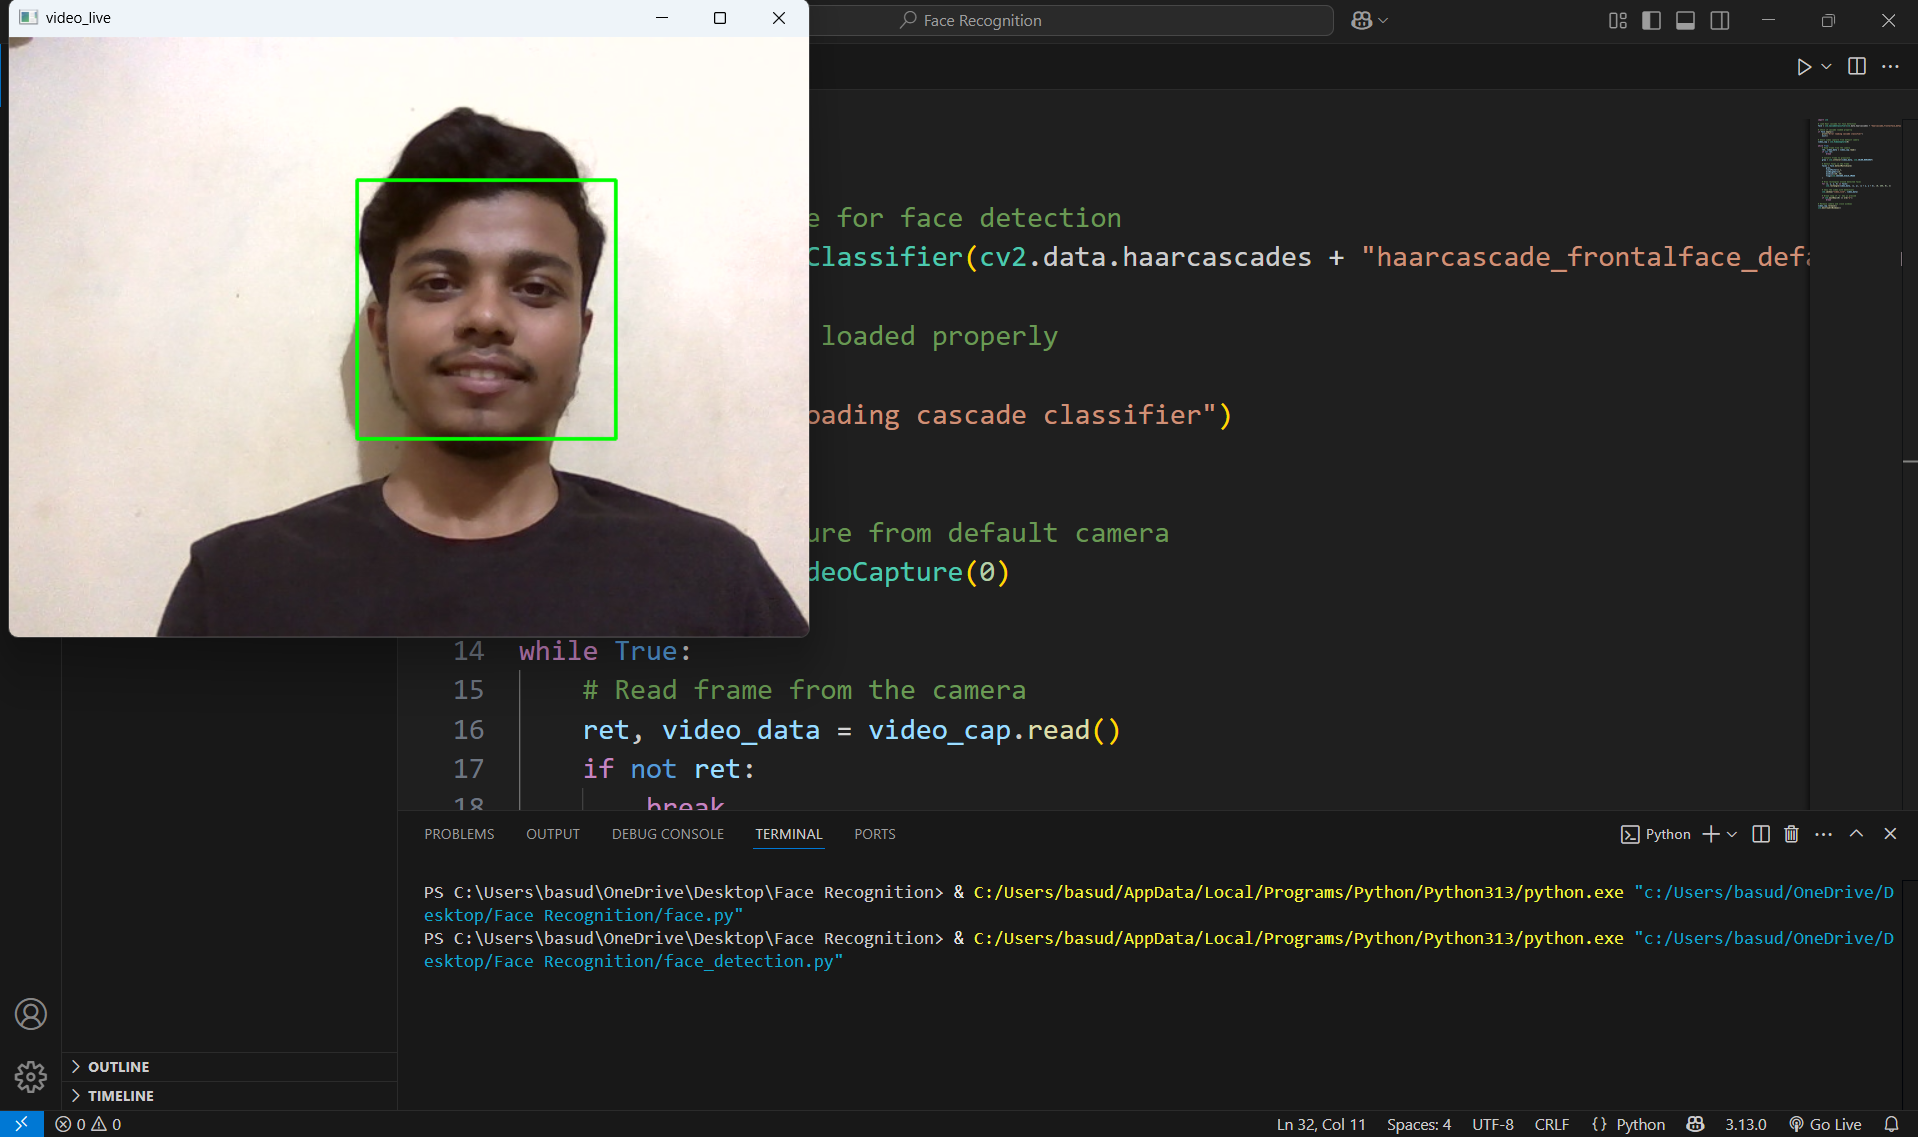 video_live
Face Recognition
e for face detection
Classifier(cv2.data.haarcascades + "haarcascade_frontalface_defa
loaded properly
oading cascade classifier")
ure from default camera
deoCapture(0)
14 while True:
15 # Read frame from the camera
16 ret, video_data = video_cap.read()
17 if not ret:
18 break
PROBLEMS OUTPUT DEBUG CONSOLE TERMINAL PORTS
Python
PS C:\Users\basud\OneDrive\Desktop\Face Recognition> & C:/Users/basud/AppData/Local/Programs/Python/Python313/python.exe "c:/Users/basud/OneDrive/D
esktop/Face Recognition/face.py"
PS C:\Users\basud\OneDrive\Desktop\Face Recognition> & C:/Users/basud/AppData/Local/Programs/Python/Python313/python.exe "c:/Users/basud/OneDrive/D
esktop/Face Recognition/face_detection.py"
OUTLINE
TIMELINE
0 0 Ln 32, Col 11 Spaces: 4 UTF-8 CRLF {} Python 3.13.0 Go Live